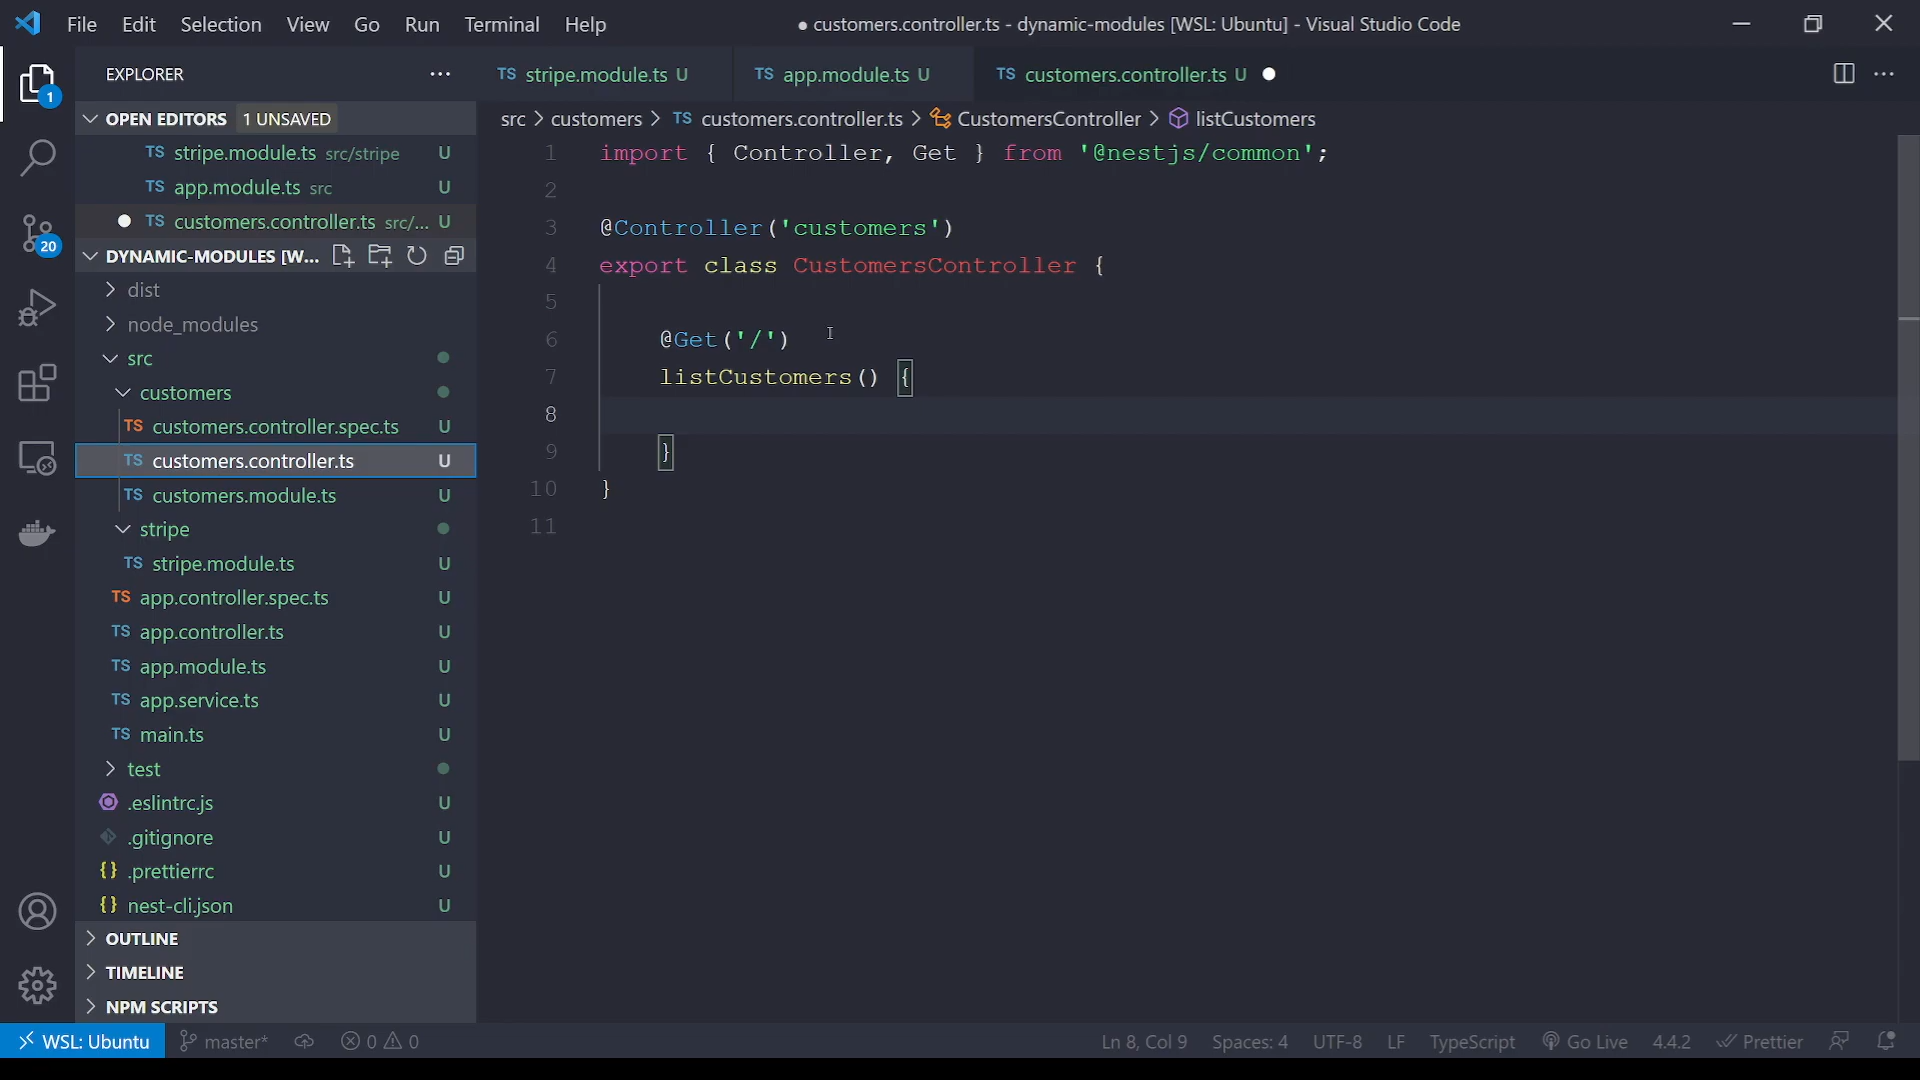 File Edit Selection View Go Run Terminal Help
● customers.controller.ts - dynamic-modules [WSL: Ubuntu] - Visual Studio Code
EXPLORER
TS stripe.module.ts U
TS app.module.ts U
TS customers.controller.ts U
1
OPEN EDITORS 1 UNSAVED
src > customers > TS customers.controller.ts > CustomersController > listCustomers
TS stripe.module.ts src/stripe U
TS app.module.ts src U
TS customers.controller.ts src/... U
20
DYNAMIC-MODULES [W...
dist
node_modules
src
customers
TS customers.controller.spec.ts U
TS customers.controller.ts U
TS customers.module.ts U
stripe
TS stripe.module.ts U
TS app.controller.spec.ts U
TS app.controller.ts U
TS app.module.ts U
TS app.service.ts U
TS main.ts U
test
.eslintrc.js U
.gitignore U
{} .prettierrc U
{} nest-cli.json U
OUTLINE
TIMELINE
NPM SCRIPTS
1 import { Controller, Get } from '@nestjs/common';
2
3 @Controller('customers')
4 export class CustomersController {
5
6 @Get('/')
7 listCustomers() {
8
9 }
10 }
11
WSL: Ubuntu master* 0 0 Ln 8, Col 9 Spaces: 4 UTF-8 LF TypeScript Go Live 4.4.2 Prettier